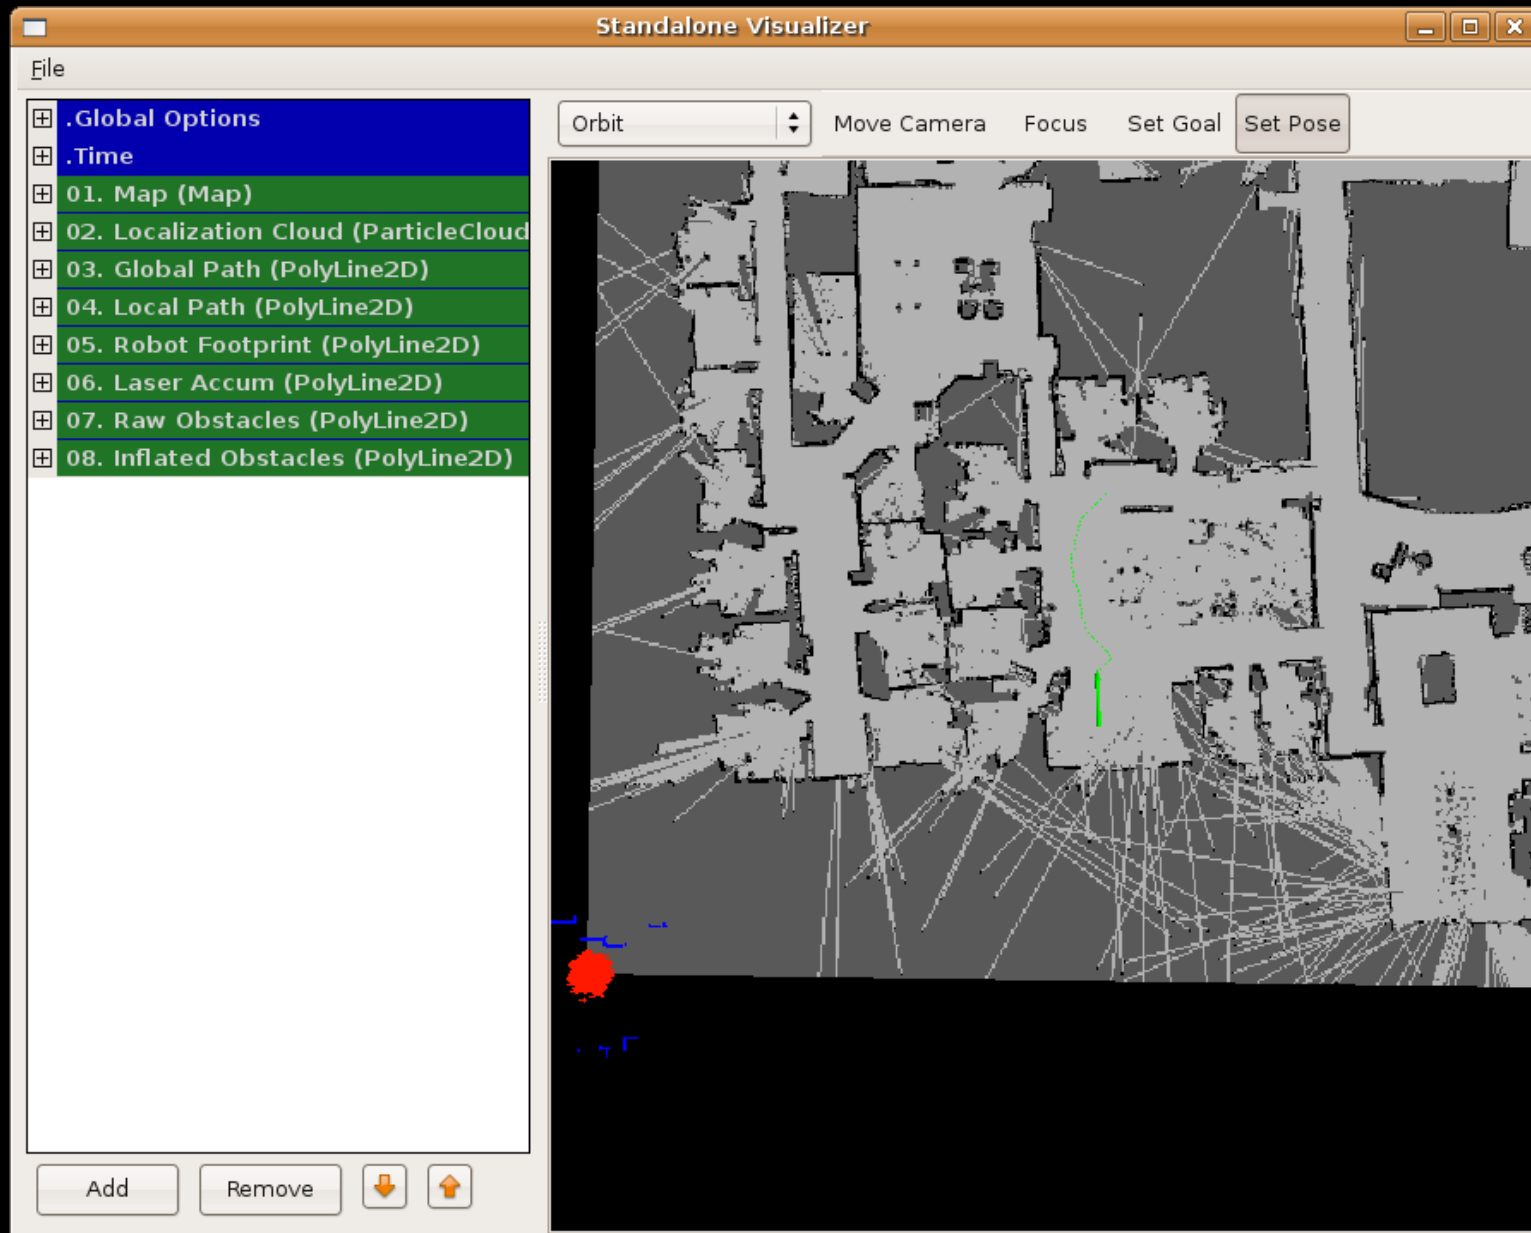 Standalone Visualizer
File
.Global Options
.Time
01. Map (Map)
02. Localization Cloud (ParticleCloud
03. Global Path (PolyLine2D)
04. Local Path (PolyLine2D)
05. Robot Footprint (PolyLine2D)
06. Laser Accum (PolyLine2D)
07. Raw Obstacles (PolyLine2D)
08. Inflated Obstacles (PolyLine2D)
Orbit Move Camera Focus Set Goal Set Pose
Add Remove